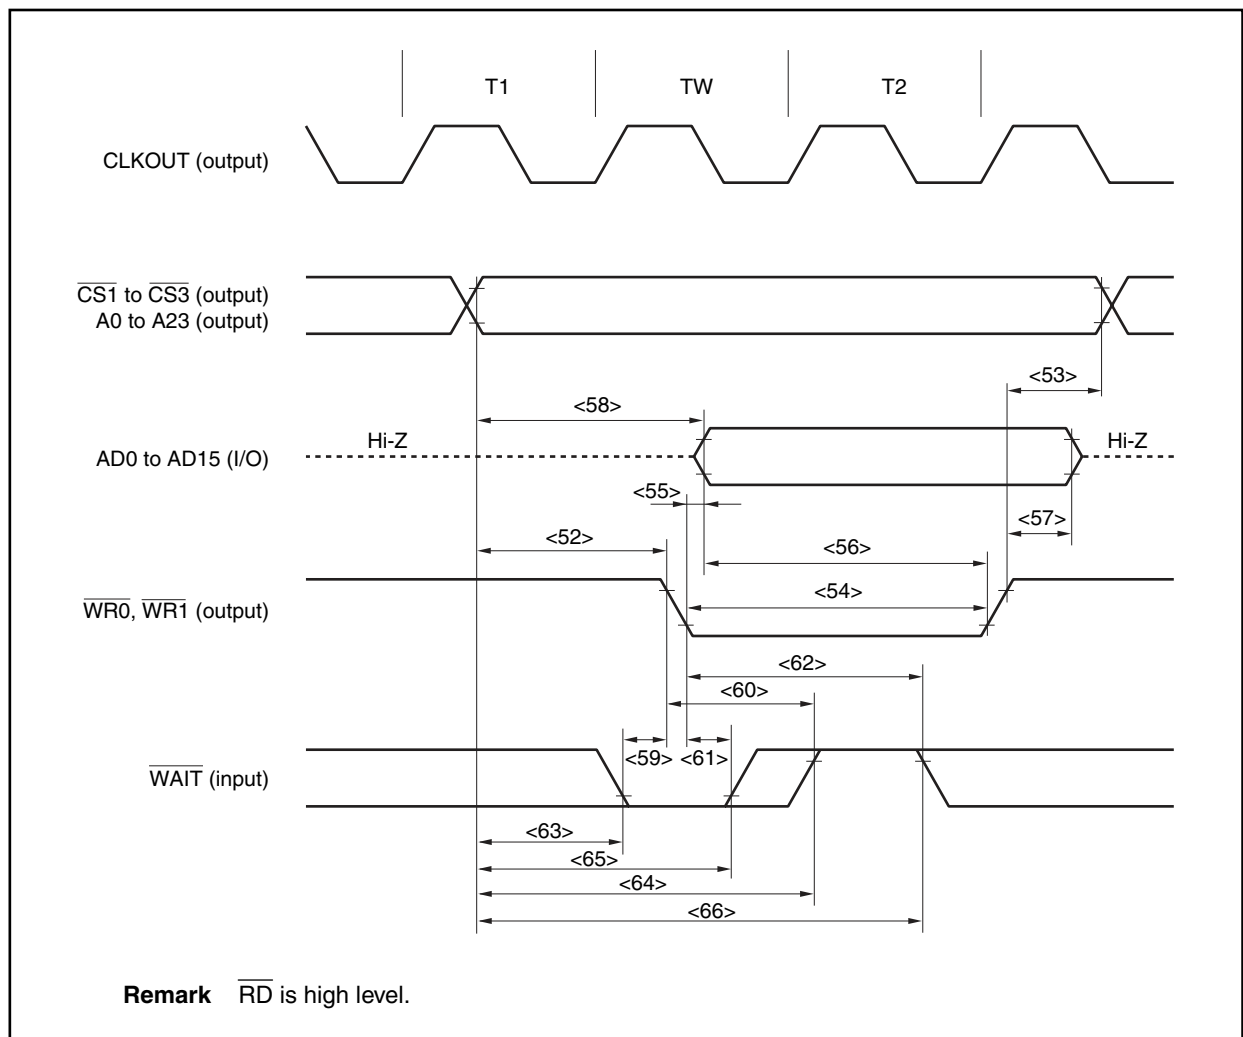 T1 TW T2
CLKOUT (output)
CS1 to CS3 (output)
A0 to A23 (output)
<53>
<58>
Hi-Z Hi-Z
AD0 to AD15 (I/O)
<55>
<57>
<52> <56>
<54>
WR0, WR1 (output)
<62>
<60>
<59> <61>
WAIT (input)
<63>
<65>
<64>
<66>
Remark RD is high level.